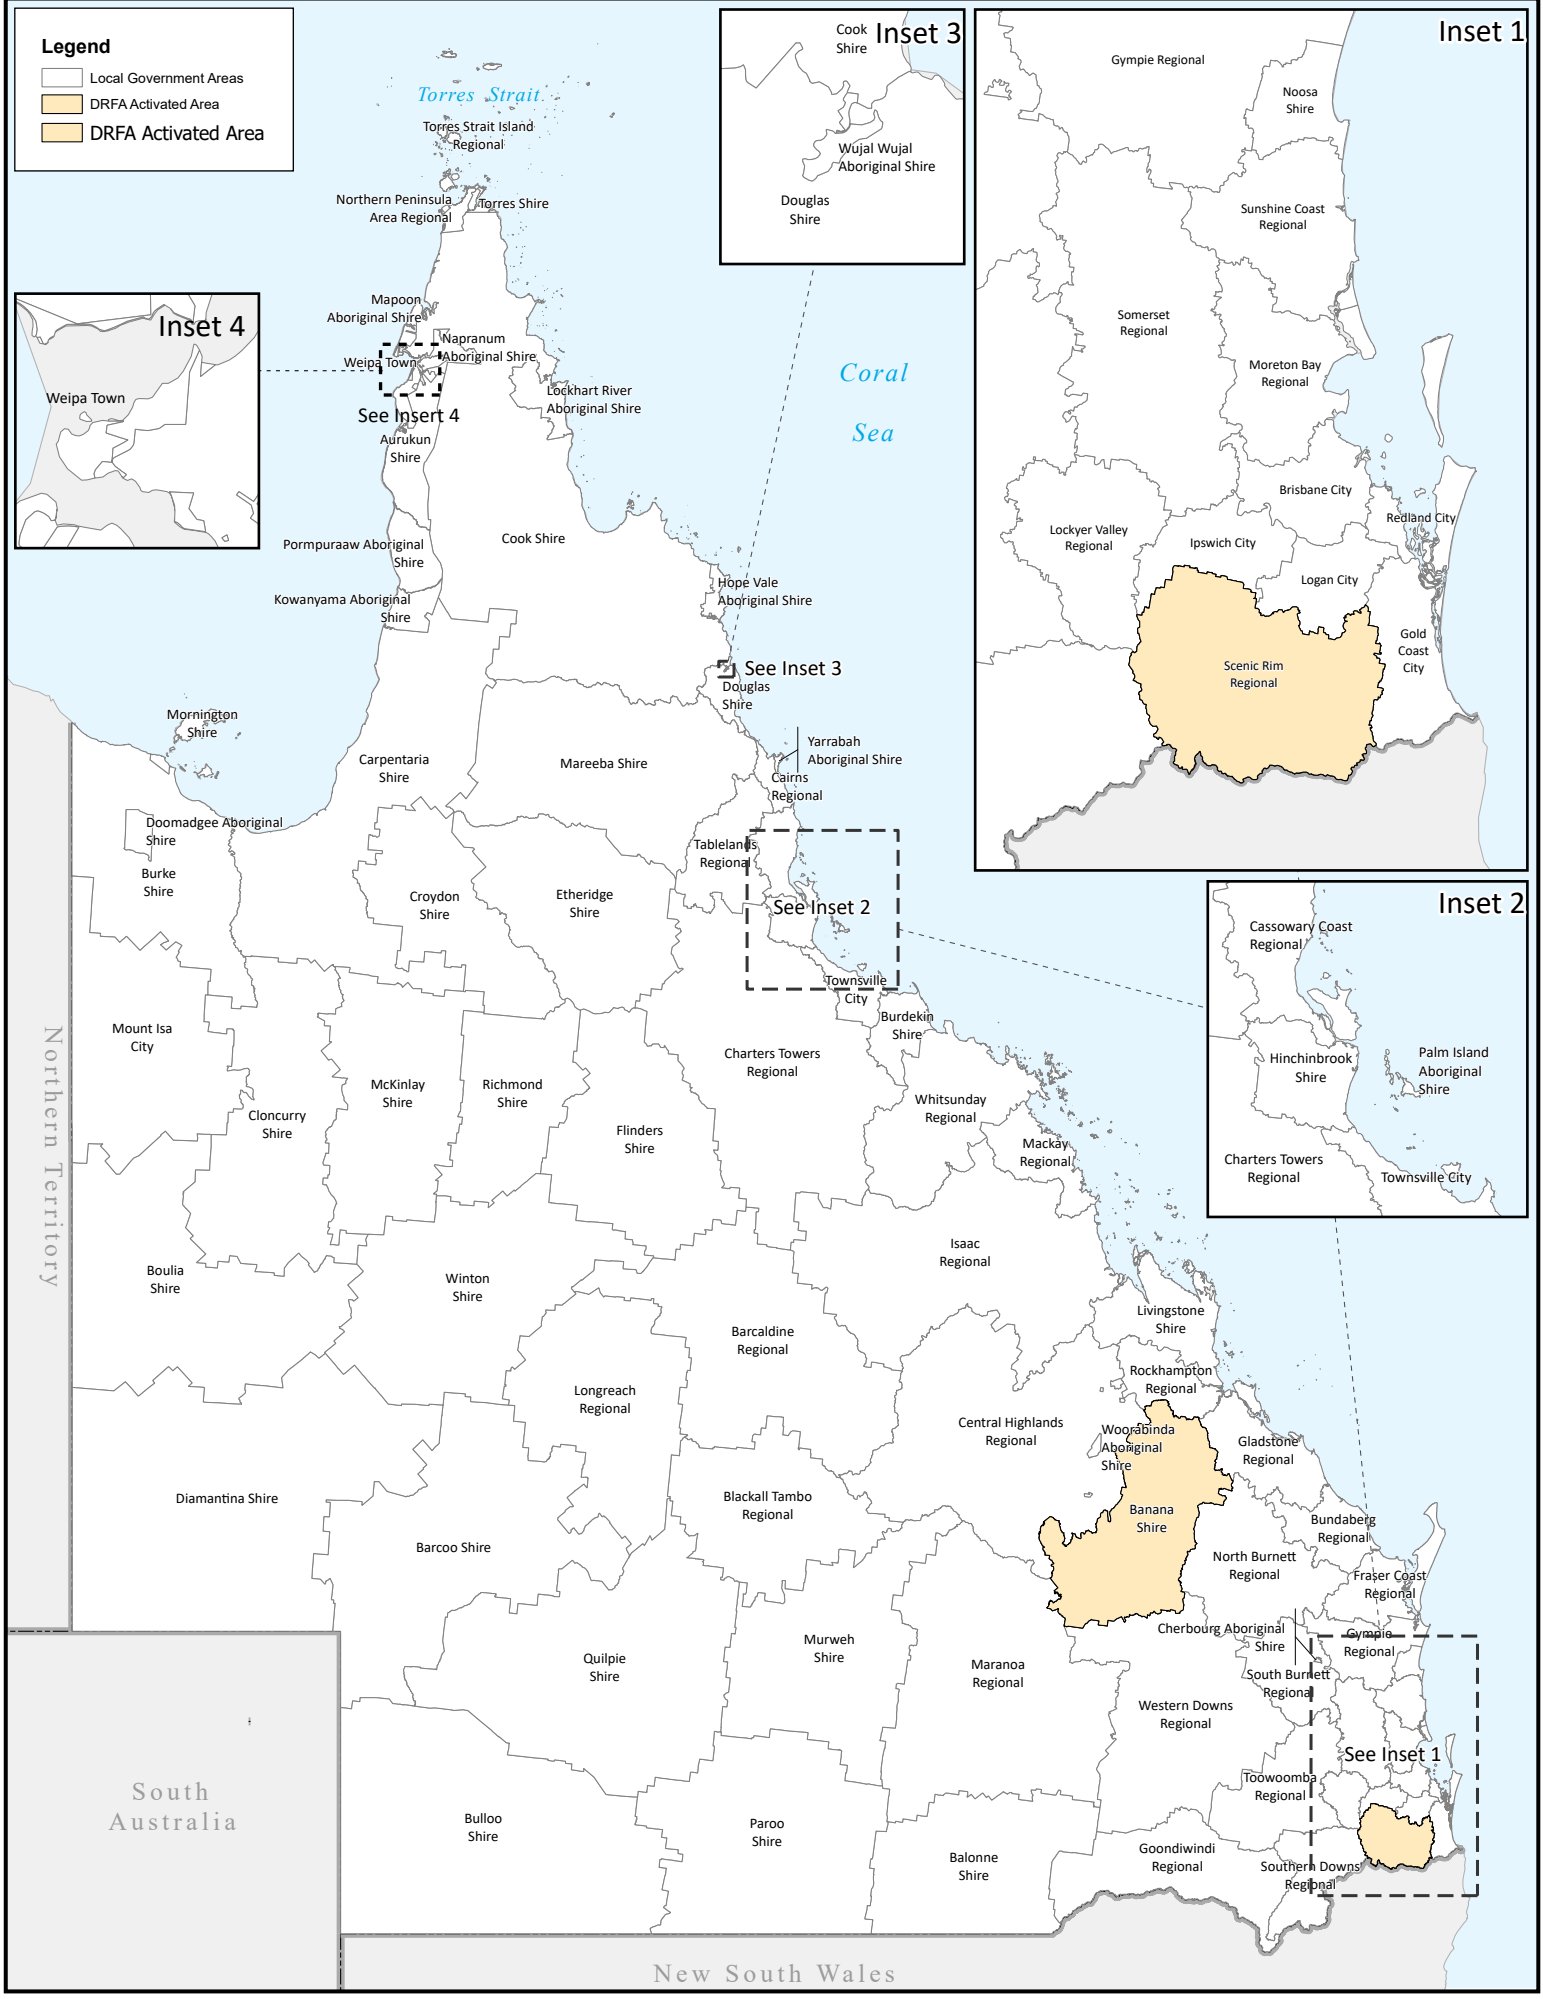 Legend
Local Government Areas
DRFA Activated Area
DRFA Activated Area
Torres Strait
Torres Strait Island
Regional
Northern Peninsula
Area Regional
Torres Shire
Mapoon
Aboriginal Shire
Napranum
Aboriginal Shire
Weipa Town
Lockhart River
Aboriginal Shire
See Insert 4
Aurukun
Shire
Coral
Sea
Cook Shire
Pormpuraaw Aboriginal
Shire
Kowanyama Aboriginal
Shire
Hope Vale
Aboriginal Shire
See Inset 3
Douglas
Shire
Mornington
Shire
Carpentaria
Shire
Mareeba Shire
Yarrabah
Aboriginal Shire
Cairns
Regional
Doomadgee Aboriginal
Shire
Burke
Shire
Croydon
Shire
Etheridge
Shire
Tablelands
Regional
See Inset 2
Townsville
City
Burdekin
Shire
Mount Isa
City
Cloncurry
Shire
McKinlay
Shire
Richmond
Shire
Flinders
Shire
Charters Towers
Regional
Whitsunday
Regional
Mackay
Regional
Northern Territory
Boulia
Shire
Winton
Shire
Isaac
Regional
Livingstone
Shire
Barcaldine
Regional
Longreach
Regional
Rockhampton
Regional
Central Highlands
Regional
Woorabinda
Aboriginal
Shire
Gladstone
Regional
Diamantina Shire
Blackall Tambo
Regional
Banana
Shire
Bundaberg
Regional
Barcoo Shire
North Burnett
Regional
Fraser Coast
Regional
Cherbourg Aboriginal
Shire
Gympie
Regional
Quilpie
Shire
Murweh
Shire
Maranoa
Regional
South Burnett
Regional
Western Downs
Regional
See Inset 1
Toowoomba
Regional
South
Australia
Bulloo
Shire
Paroo
Shire
Balonne
Shire
Goondiwindi
Regional
Southern Downs
Regional
New South Wales
Inset 4
Weipa Town
Inset 3
Cook
Shire
Wujal Wujal
Aboriginal Shire
Douglas
Shire
Inset 1
Gympie Regional
Noosa
Shire
Sunshine Coast
Regional
Somerset
Regional
Moreton Bay
Regional
Brisbane City
Redland City
Lockyer Valley
Regional
Ipswich City
Logan City
Gold
Coast
City
Scenic Rim
Regional
Inset 2
Cassowary Coast
Regional
Hinchinbrook
Shire
Palm Island
Aboriginal
Shire
Charters Towers
Regional
Townsville City